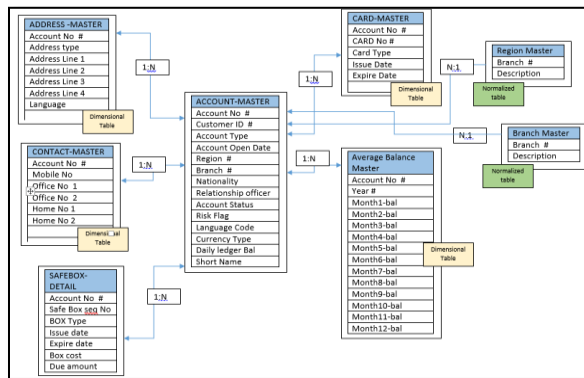 ADDRESS -MASTER
Account No #
Address type
Address Line 1
Address Line 2
Address Line 3
Address Line 4
Language
Dimensional
Table
1:N
CONTACT-MASTER
Account No #
Mobile No
Office No 1
Office No 2
Home No 1
Home No 2
Dimensional
Table
1:N
SAFEBOX-
DETAIL
Account No #
Safe Box seq No
BOX Type
Issue date
Expire date
Box cost
Due amount
1:N
ACCOUNT-MASTER
Account No #
Customer ID #
Account Type
Account Open Date
Region #
Branch #
Nationality
Relationship officer
Account Status
Risk Flag
Language Code
Currency Type
Daily ledger Bal
Short Name
CARD-MASTER
Account No #
CARD No #
Card Type
Issue Date
Expire Date
Dimensional
Table
1:N
Average Balance
Master
Account No #
Year #
Month1-bal
Month2-bal
Month3-bal
Month4-bal
Month5-bal
Month6-bal
Month7-bal
Month8-bal
Month9-bal
Month10-bal
Month11-bal
Month12-bal
Dimensional
Table
1:N
Region Master
Branch #
Description
Normalized
table
N:1
Branch Master
Branch #
Description
Normalized
table
N:1